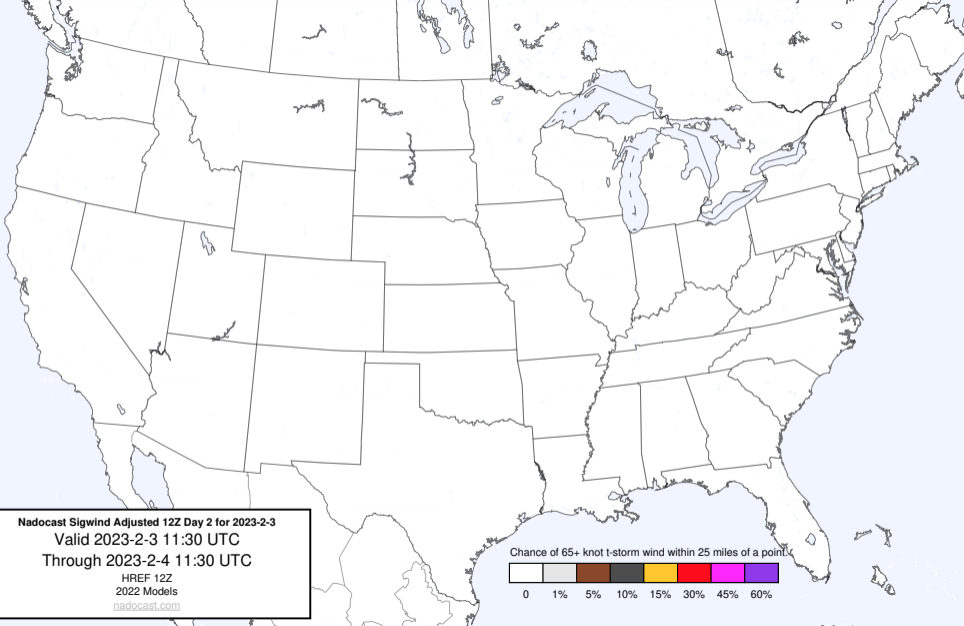 Nadocast Sigwind Adjusted 12Z Day 2 for 2023-2-3
Valid 2023-2-3 11:30 UTC
Through 2023-2-4 11:30 UTC
HREF 12Z
2022 Models
nadocast.com
Chance of 65+ knot t-storm wind within 25 miles of a point.
0 1% 5% 10% 15% 30% 45% 60%